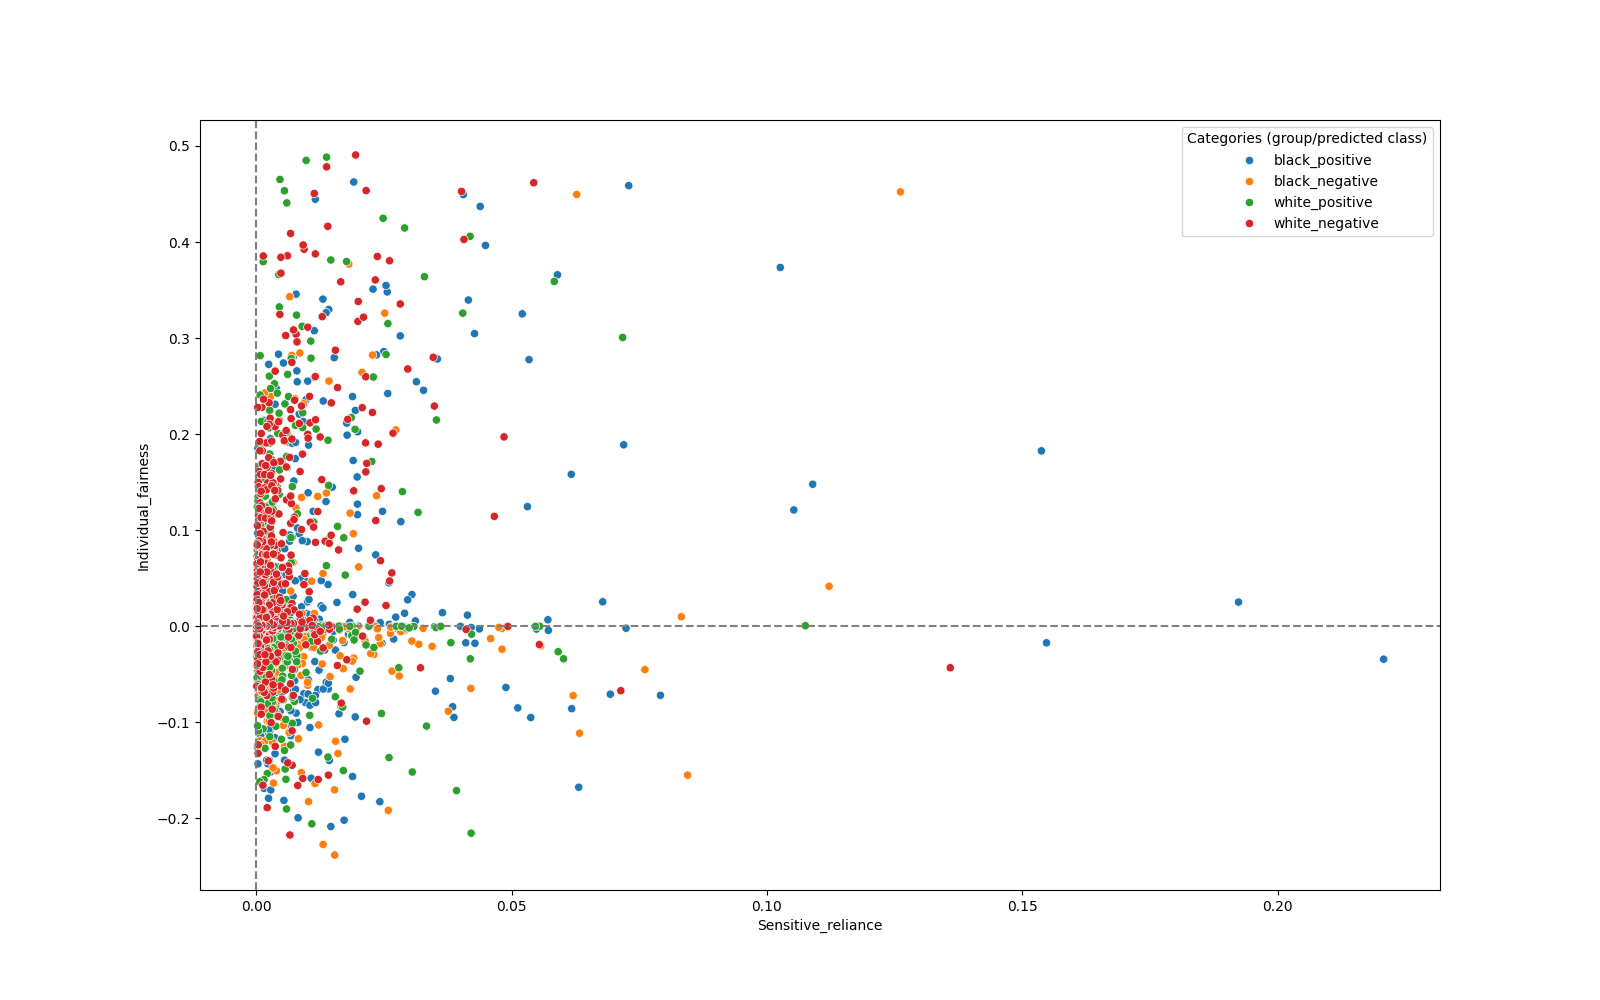 Categories (group/predicted class)
black_positive
black_negative
white_positive
white_negative
0.5
0.4
0.3
0.2
0.1
0.0
−0.1
−0.2
Individual_fairness
0.00
0.05
0.10
0.15
0.20
Sensitive_reliance